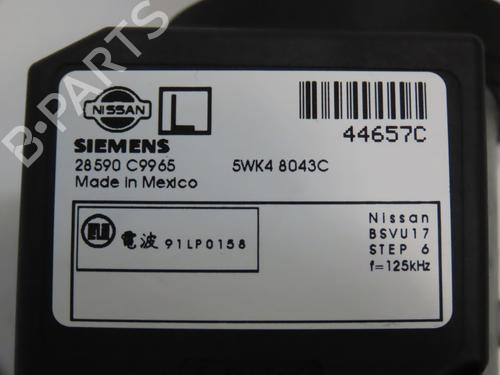 B-PARTS
NISSAN
L
44657C
SIEMENS
28590 C9965 5WK4 8043C
Made in Mexico
電波 91LP0158
Nissan
BSVU17
STEP 6
f=125kHz